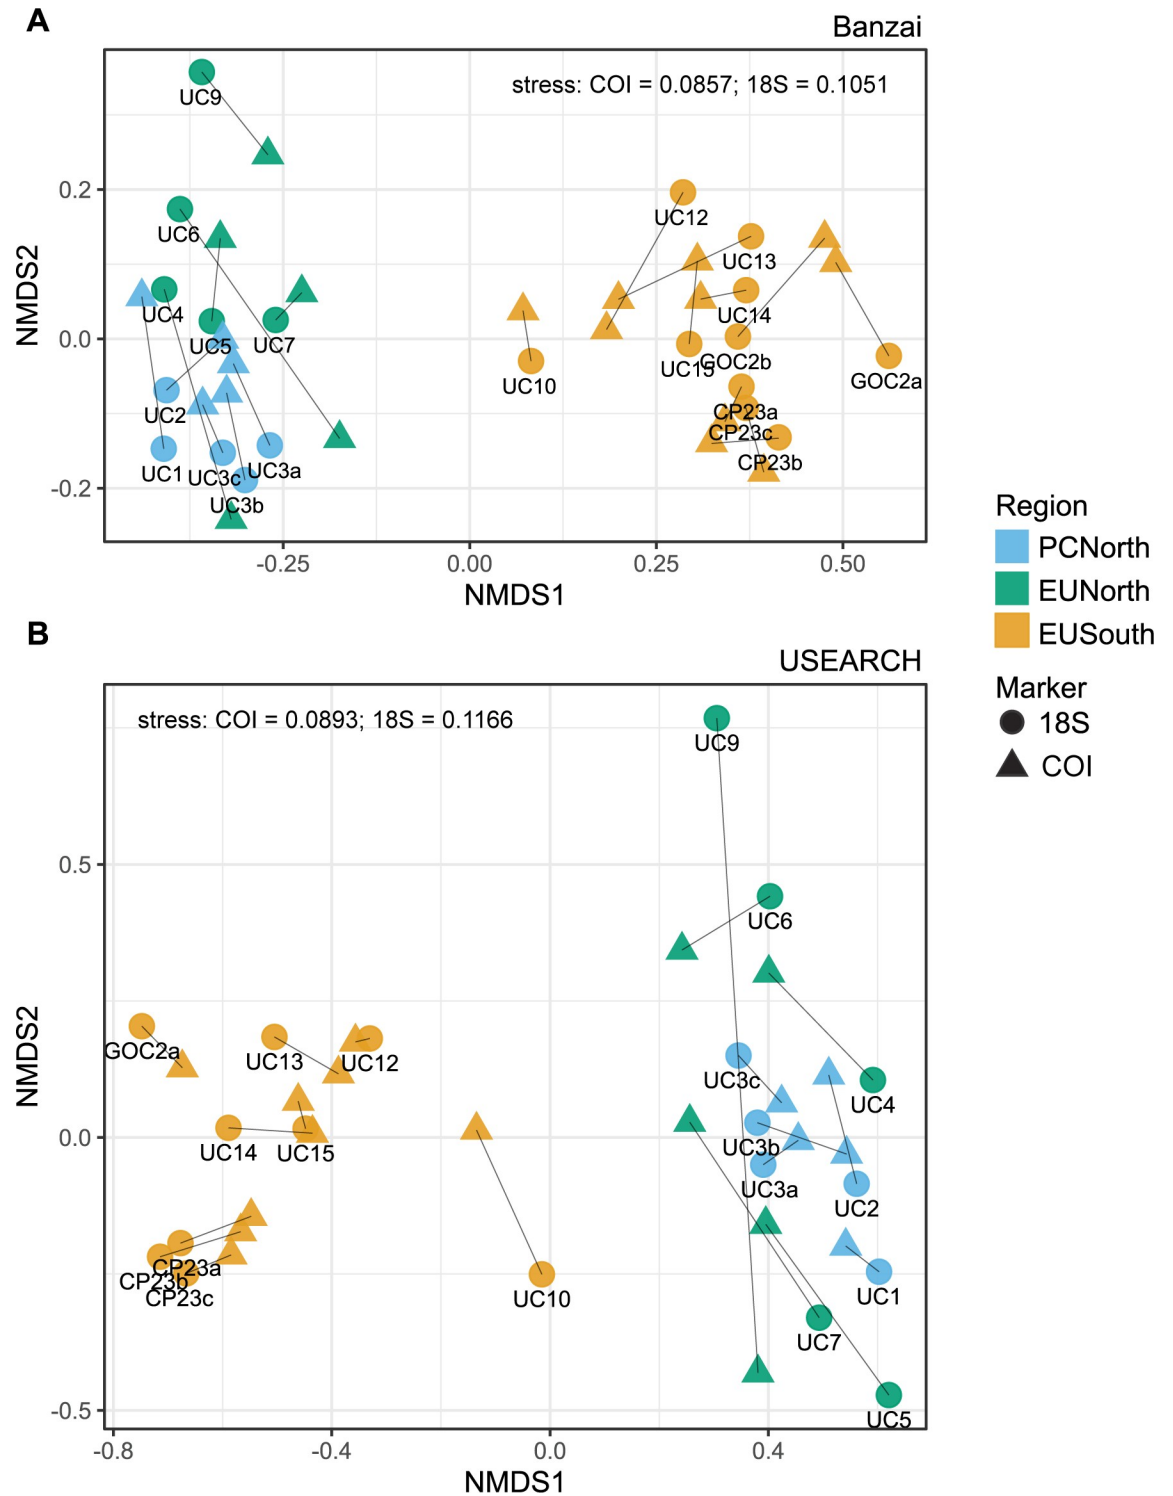 A
Banzai
stress: COI = 0.0857; 18S = 0.1051
UC9
UC12
UC6
UC13
UC4
UC14
UC5
UC7
UC15
GOC2b
UC10
GOC2a
UC2
CP23a
CP23c
UC1
UC3c
UC3a
CP23b
UC3b
0.2
0.0
-0.2
NMDS2
-0.25
0.00
0.25
0.50
NMDS1
Region
PCNorth
EUNorth
EUSouth
Marker
18S
COI
B
USEARCH
stress: COI = 0.0893; 18S = 0.1166
UC9
UC6
GOC2a
UC13
UC12
UC3c
UC4
UC14
UC15
UC3b
UC3a
UC2
CP23a
CP23b
CP23c
UC10
UC1
UC7
UC5
0.5
0.0
-0.5
NMDS2
-0.8
-0.4
0.0
0.4
NMDS1